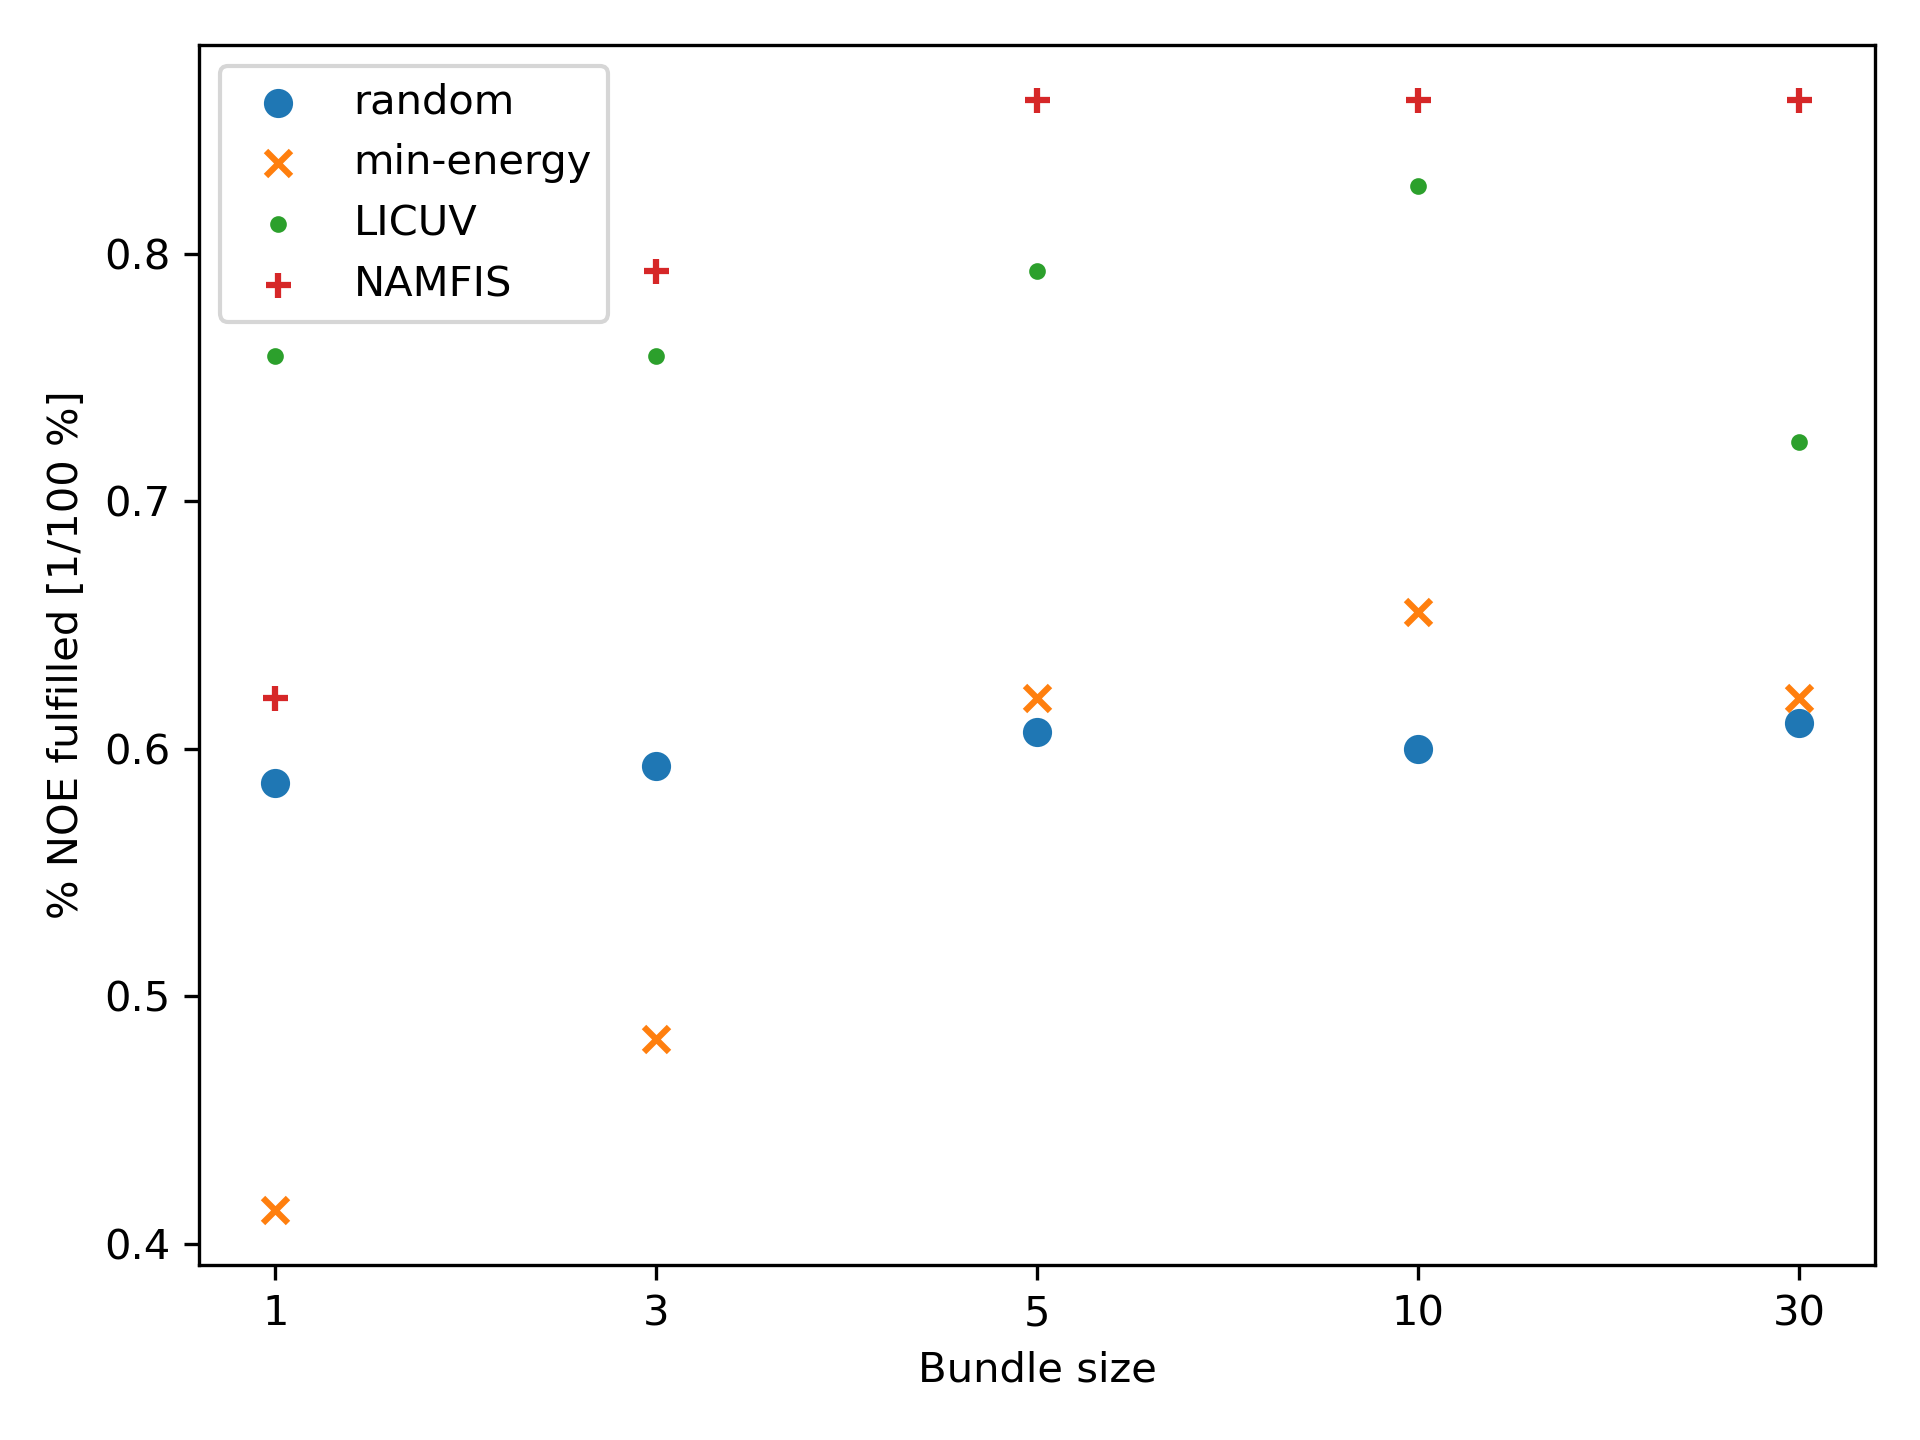 random
min-energy
LICUV
NAMFIS
0.8
0.7
0.6
0.5
0.4
% NOE fulfilled [1/100 %]
1 3 5 10 30
Bundle size